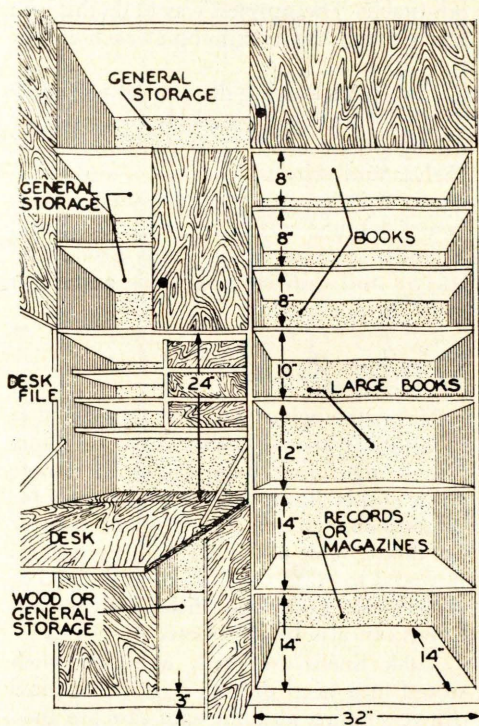 GENERAL
STORAGE
GENERAL
STORAGE
8"
8"
BOOKS
8"
DESK
FILE
24"
10"
LARGE BOOKS
12"
DESK
14"
RECORDS
OR
MAGAZINES
WOOD OR
GENERAL
STORAGE
14"
14"
3"
32"